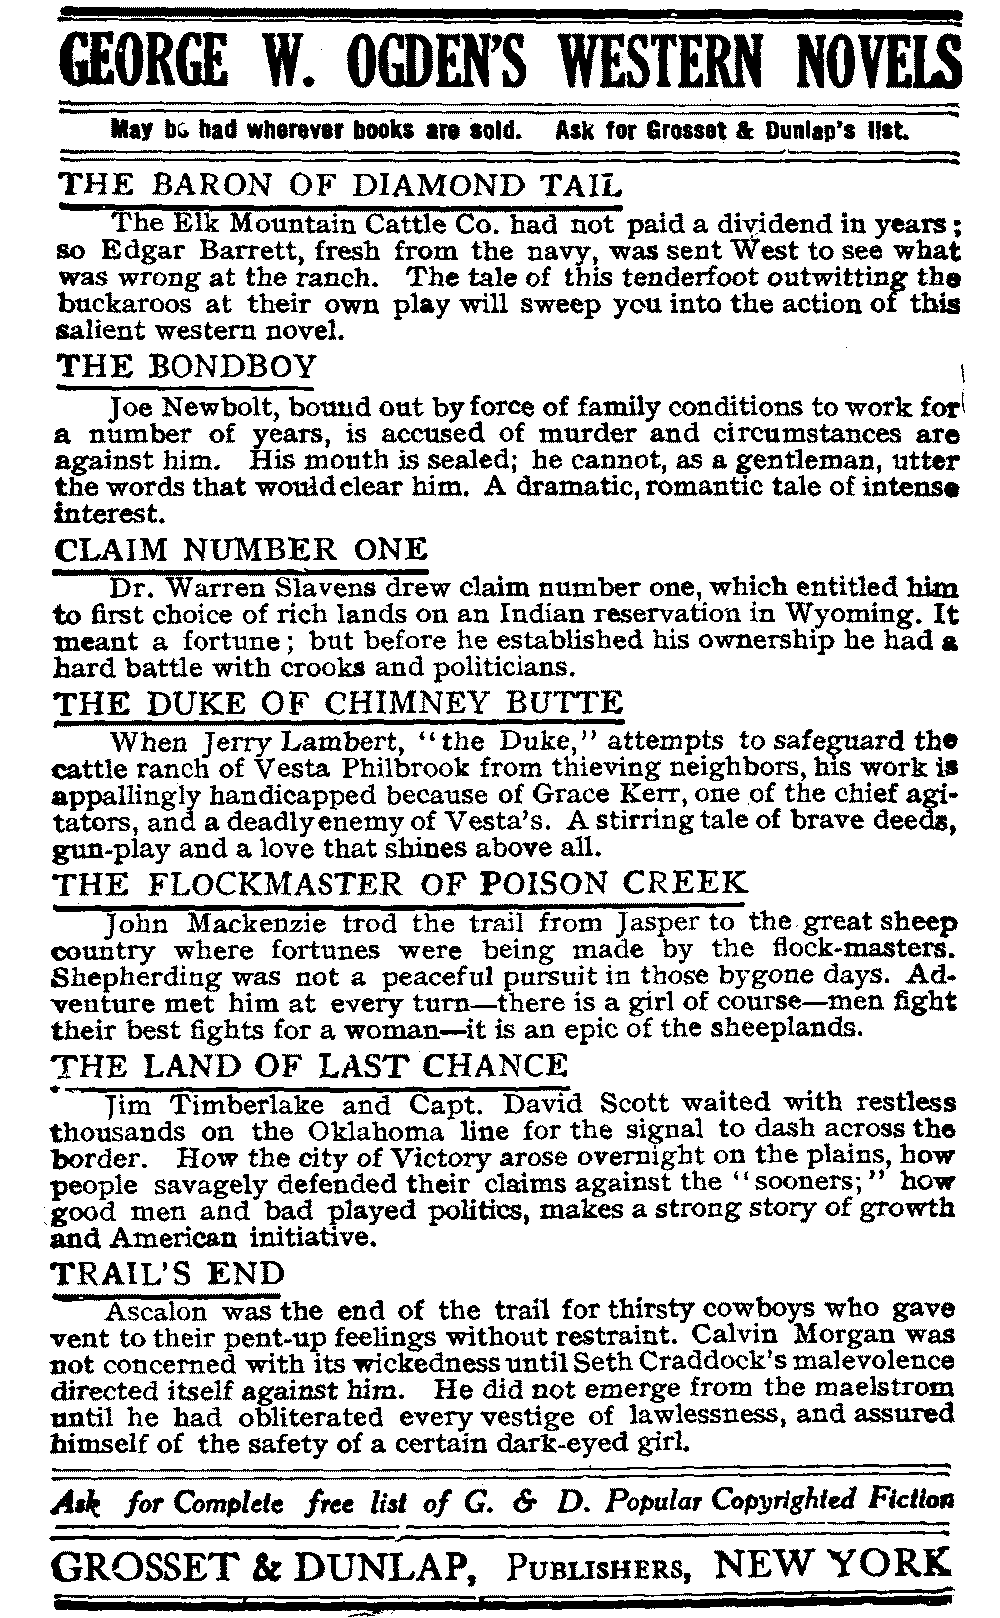 GEORGE W. OGDEN'S WESTERN NOVELS
May be had wherever books are sold. Ask for Grosset & Dunlap's list.
THE BARON OF DIAMOND TAIL
The Elk Mountain Cattle Co. had not paid a dividend in years;
so Edgar Barrett, fresh from the navy, was sent West to see what
was wrong at the ranch. The tale of this tenderfoot outwitting the
buckaroos at their own play will sweep you into the action of this
salient western novel.
THE BONDBOY
Joe Newbolt, bound out by force of family conditions to work for
a number of years, is accused of murder and circumstances are
against him. His mouth is sealed; he cannot, as a gentleman, utter
the words that would clear him. A dramatic, romantic tale of intense
interest.
CLAIM NUMBER ONE
Dr. Warren Slavens drew claim number one, which entitled him
to first choice of rich lands on an Indian reservation in Wyoming. It
meant a fortune; but before he established his ownership he had a
hard battle with crooks and politicians.
THE DUKE OF CHIMNEY BUTTE
When Jerry Lambert, "the Duke," attempts to safeguard the
cattle ranch of Vesta Philbrook from thieving neighbors, his work is
appallingly handicapped because of Grace Kerr, one of the chief agi-
tators, and a deadly enemy of Vesta's. A stirring tale of brave deeds,
gun-play and a love that shines above all.
THE FLOCKMASTER OF POISON CREEK
John Mackenzie trod the trail from Jasper to the great sheep
country where fortunes were being made by the flock-masters.
Shepherding was not a peaceful pursuit in those bygone days. Ad-
venture met him at every turn—there is a girl of course—men fight
their best fights for a woman—it is an epic of the sheeplands.
THE LAND OF LAST CHANCE
Jim Timberlake and Capt. David Scott waited with restless
thousands on the Oklahoma line for the signal to dash across the
border. How the city of Victory arose overnight on the plains, how
people savagely defended their claims against the "sooners;" how
good men and bad played politics, makes a strong story of growth
and American initiative.
TRAIL'S END
Ascalon was the end of the trail for thirsty cowboys who gave
vent to their pent-up feelings without restraint. Calvin Morgan was
not concerned with its wickedness until Seth Craddock's malevolence
directed itself against him. He did not emerge from the maelstrom
until he had obliterated every vestige of lawlessness, and assured
himself of the safety of a certain dark-eyed girl.
Ask for Complete free list of G. & D. Popular Copyrighted Fiction
GROSSET & DUNLAP, PUBLISHERS, NEW YORK